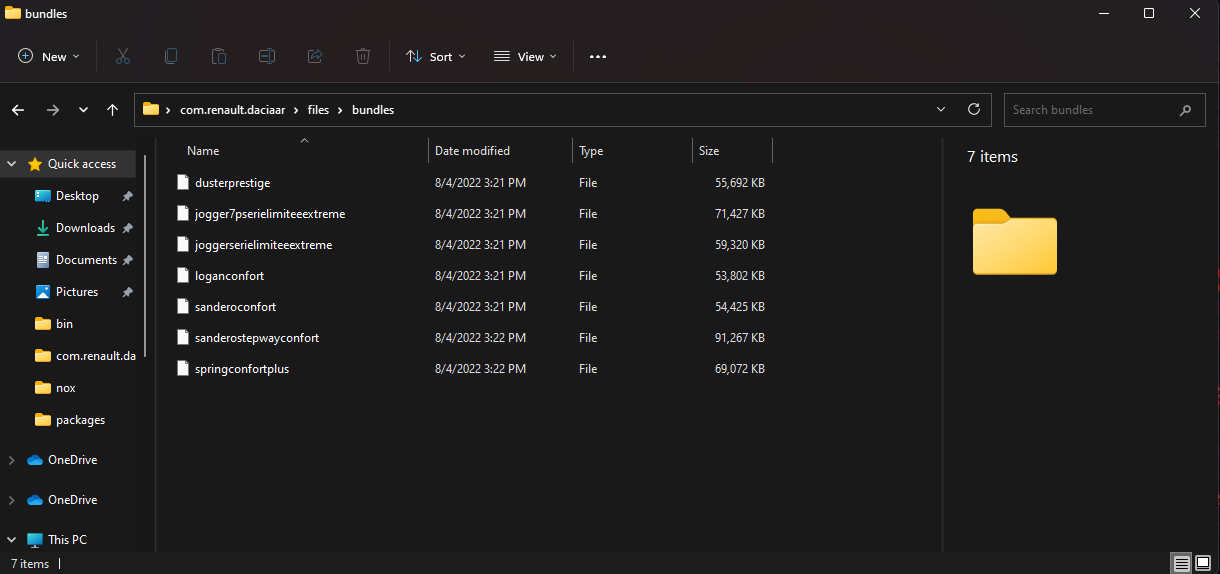 bundles
New
Sort
View
com.renault.daciaar
files
bundles
Search bundles
Quick access
Desktop
Downloads
Documents
Pictures
bin
com.renault.da
nox
packages
OneDrive
OneDrive
This PC
Name Date modified Type Size
dusterprestige 8/4/2022 3:21 PM File 55,692 KB
jogger7pserielimiteeextreme 8/4/2022 3:21 PM File 71,427 KB
joggerserielimiteeextreme 8/4/2022 3:21 PM File 59,320 KB
loganconfort 8/4/2022 3:21 PM File 53,802 KB
sanderoconfort 8/4/2022 3:21 PM File 54,425 KB
sanderostepwayconfort 8/4/2022 3:22 PM File 91,267 KB
springconfortplus 8/4/2022 3:22 PM File 69,072 KB
7 items
7 items